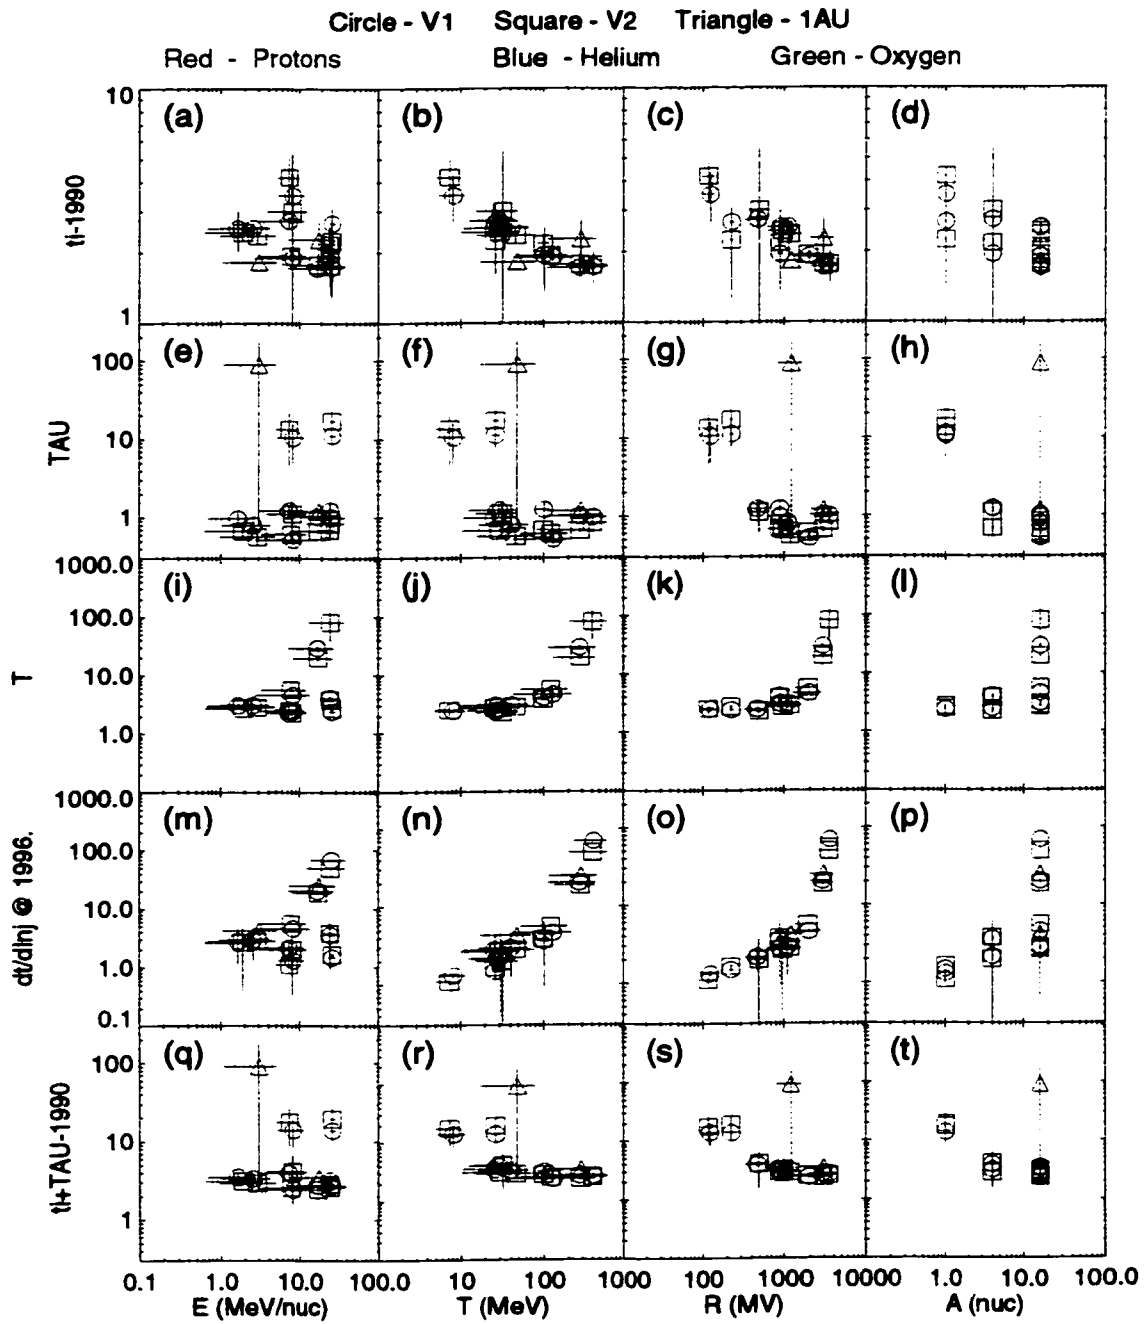 Circle - V1 Square - V2 Triangle - 1AU
Red - Protons Blue - Helium Green - Oxygen
10
(a) (b) (c) (d)
ti-1990
1
(e) (f) (g) (h)
100
TAU
10
1
1000.0
(i) (j) (k) (l)
100.0
T
10.0
1.0
1000.0
(m) (n) (o) (p)
100.0
dt/dlnj @ 1996.
10.0
1.0
0.1
(q) (r) (s) (t)
100
ti+TAU-1990
10
1
0.1 1.0 10.0 100.0 10 100 1000 100 1000 10000 1.0 10.0 100.0
E (MeV/nuc) T (MeV) R (MV) A (nuc)